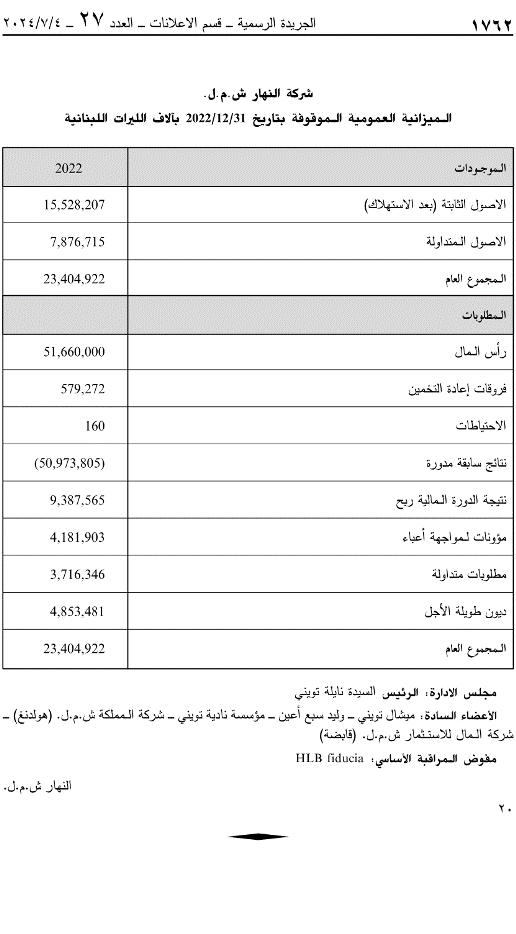 ١٧٦٢ الجريدة الرسمية – قسم الاعلانات – العدد ٢٧ – ٢٠٢٤/٧/٤
شركة النهار ش.م.ل.
الميزانية العمومية الموقوفة بتاريخ 2022/12/31 بآلاف الليرات اللبنانية
الموجودات 2022
الاصول الثابتة (بعد الاستهلاك) 15,528,207
الاصول المتداولة 7,876,715
المجموع العام 23,404,922
المطلوبات
رأس المال 51,660,000
فروقات إعادة التخمين 579,272
الاحتياطات 160
نتائج سابقة مدورة (50,973,805)
نتيجة الدورة المالية ربح 9,387,565
مؤونات لمواجهة أعباء 4,181,903
مطلوبات متداولة 3,716,346
ديون طويلة الأجل 4,853,481
المجموع العام 23,404,922
مجلس الادارة: الرئيس السيدة نايلة تويني
الأعضاء السادة: ميشال تويني – وليد سبع أعين – مؤسسة نادية تويني – شركة المملكة ش.م.ل. (هولدنغ) –
شركة المال للاستثمار ش.م.ل. (قابضة)
مفوض المراقبة الأساسي: HLB fiducia
النهار ش.م.ل.
٢٠